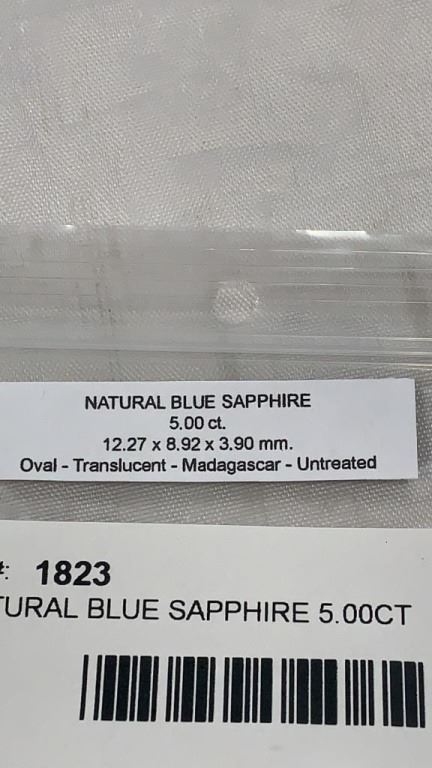 NATURAL BLUE SAPPHIRE
5.00 ct.
12.27 x 8.92 x 3.90 mm.
Oval - Translucent - Madagascar - Untreated
#: 1823
TURAL BLUE SAPPHIRE 5.00CT